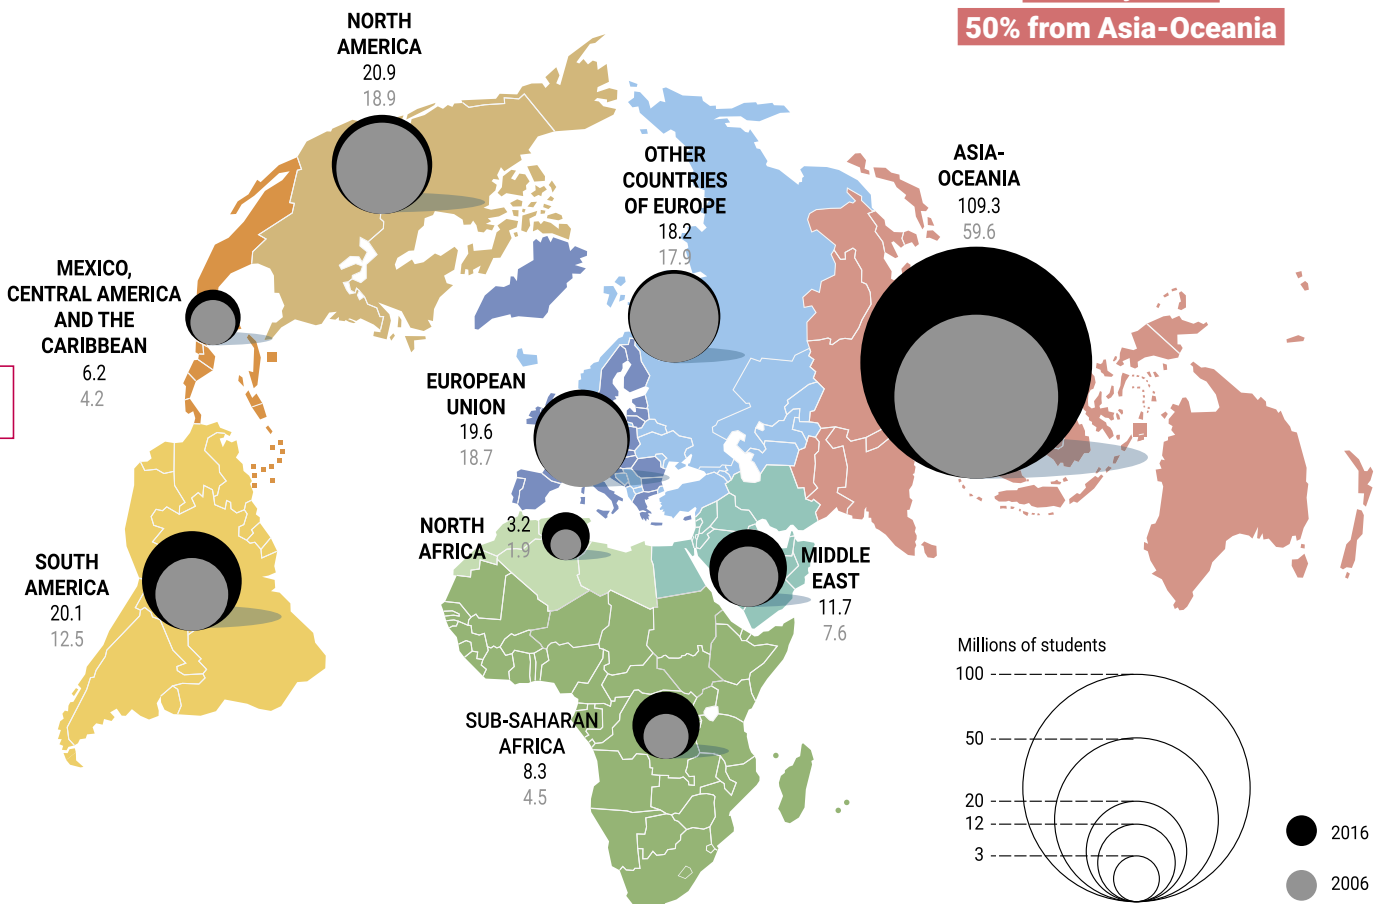 50% from Asia-Oceania
NORTH
AMERICA
20.9
18.9
OTHER
COUNTRIES
OF EUROPE
18.2
17.9
ASIA-
OCEANIA
109.3
59.6
MEXICO,
CENTRAL AMERICA
AND THE
CARIBBEAN
6.2
4.2
EUROPEAN
UNION
19.6
18.7
NORTH
AFRICA
3.2
1.9
MIDDLE
EAST
11.7
7.6
SOUTH
AMERICA
20.1
12.5
SUB-SAHARAN
AFRICA
8.3
4.5
Millions of students
100
50
20
12
3
2016
2006